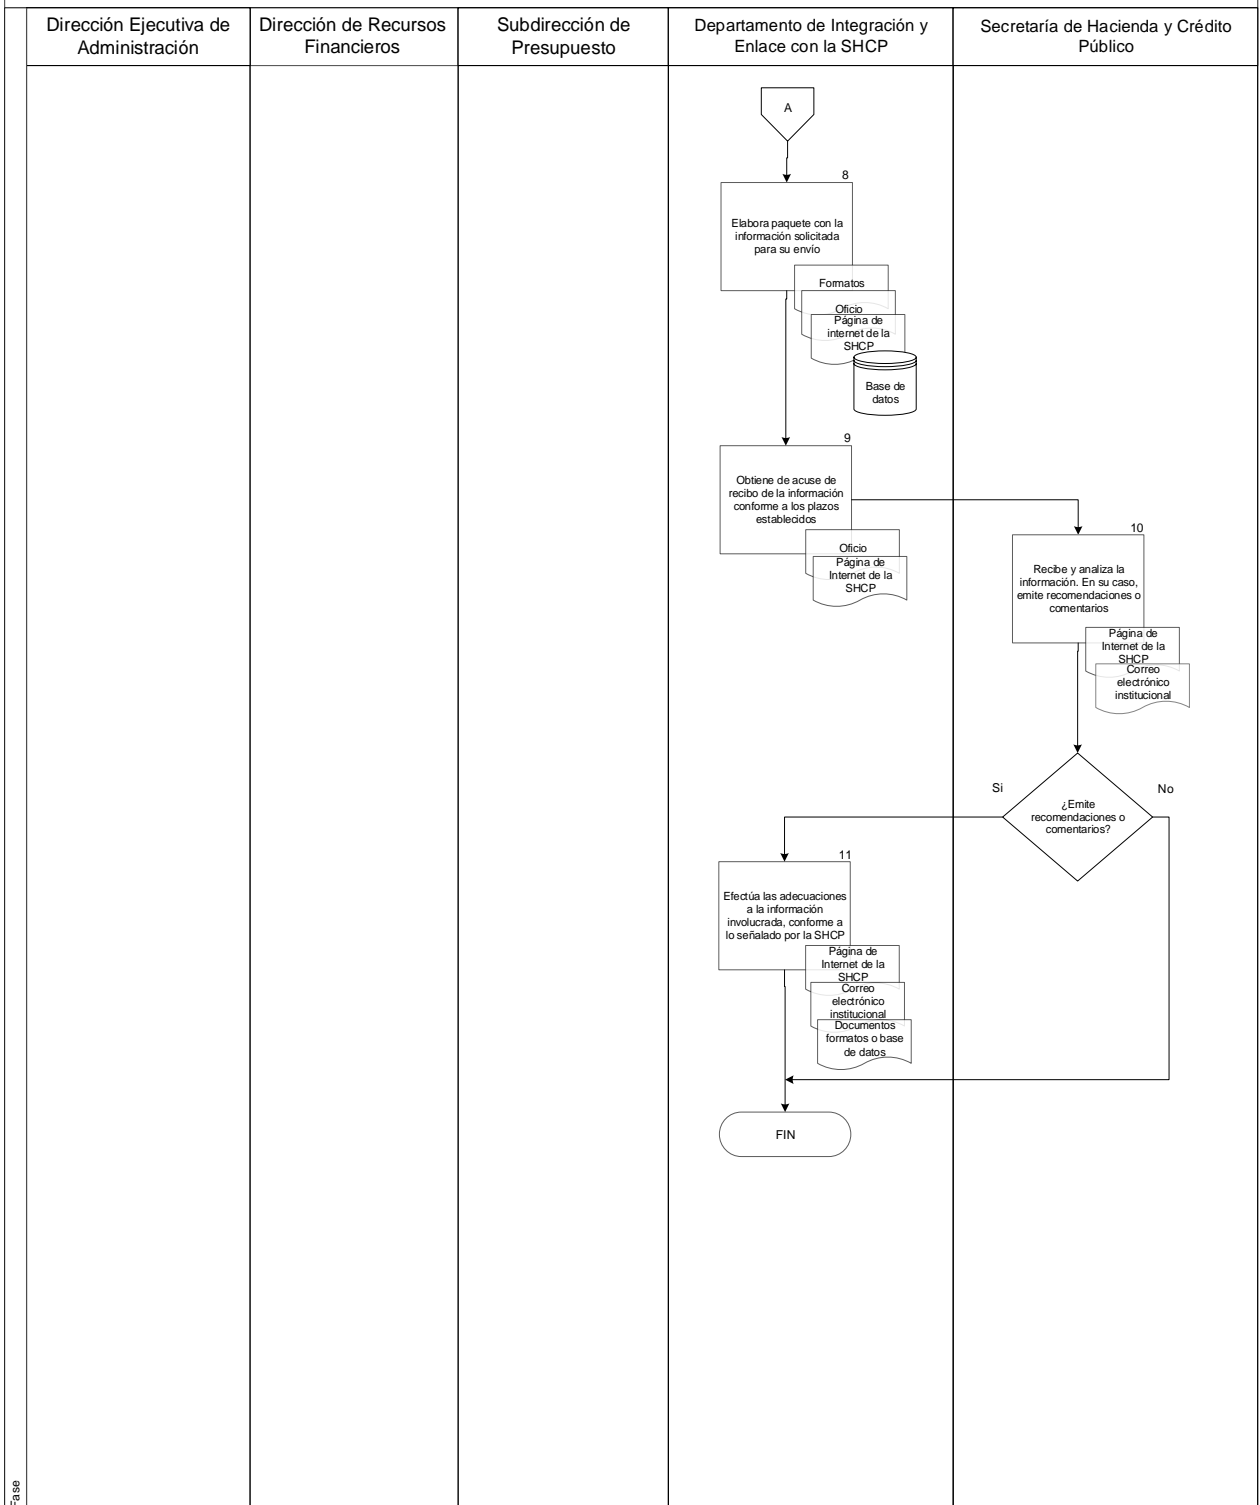 Dirección Ejecutiva de
Administración
Dirección de Recursos
Financieros
Subdirección de
Presupuesto
Departamento de Integración y
Enlace con la SHCP
Secretaría de Hacienda y Crédito
Público
A
8
Elabora paquete con la
información solicitada
para su envío
Formatos
Oficio
Página de
internet de la
SHCP
Base de
datos
9
Obtiene de acuse de
recibo de la información
conforme a los plazos
establecidos
Oficio
Página de
Internet de la
SHCP
10
Recibe y analiza la
información. En su caso,
emite recomendaciones o
comentarios
Página de
Internet de la
SHCP
Correo
electrónico
institucional
Si
No
¿Emite
recomendaciones o
comentarios?
11
Efectúa las adecuaciones
a la información
involucrada, conforme a
lo señalado por la SHCP
Página de
Internet de la
SHCP
Correo
electrónico
institucional
Documentos
formatos o base
de datos
FIN
Fase